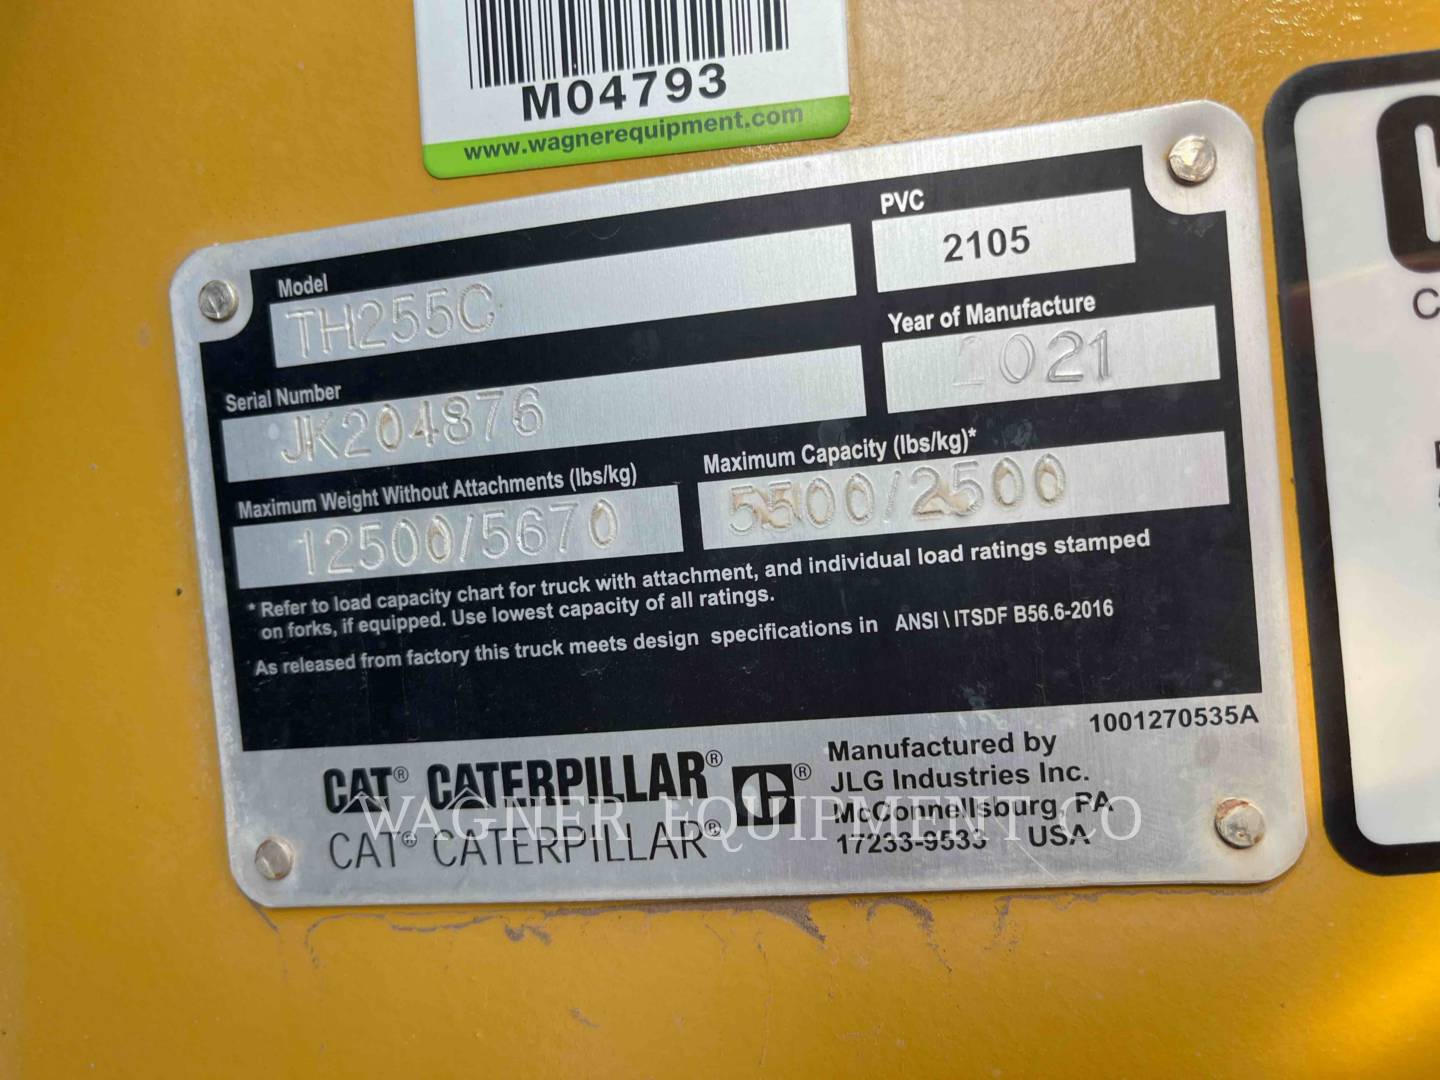 M04793
www.wagnerequipment.com
Model
TH255C
PVC
2105
Serial Number
JK204876
Year of Manufacture
2021
Maximum Weight Without Attachments (lbs/kg)
12500/5670
Maximum Capacity (lbs/kg)*
5500/2500
* Refer to load capacity chart for truck with attachment, and individual load ratings stamped
on forks, if equipped. Use lowest capacity of all ratings.
As released from factory this truck meets design specifications in ANSI \ ITSDF B56.6-2016
1001270535A
CAT® CATERPILLAR® ®
CAT® CATERPILLAR®
Manufactured by
JLG Industries Inc.
McConnellsburg, PA
17233-9533 USA
WAGNER EQUIPMENT CO
C
C